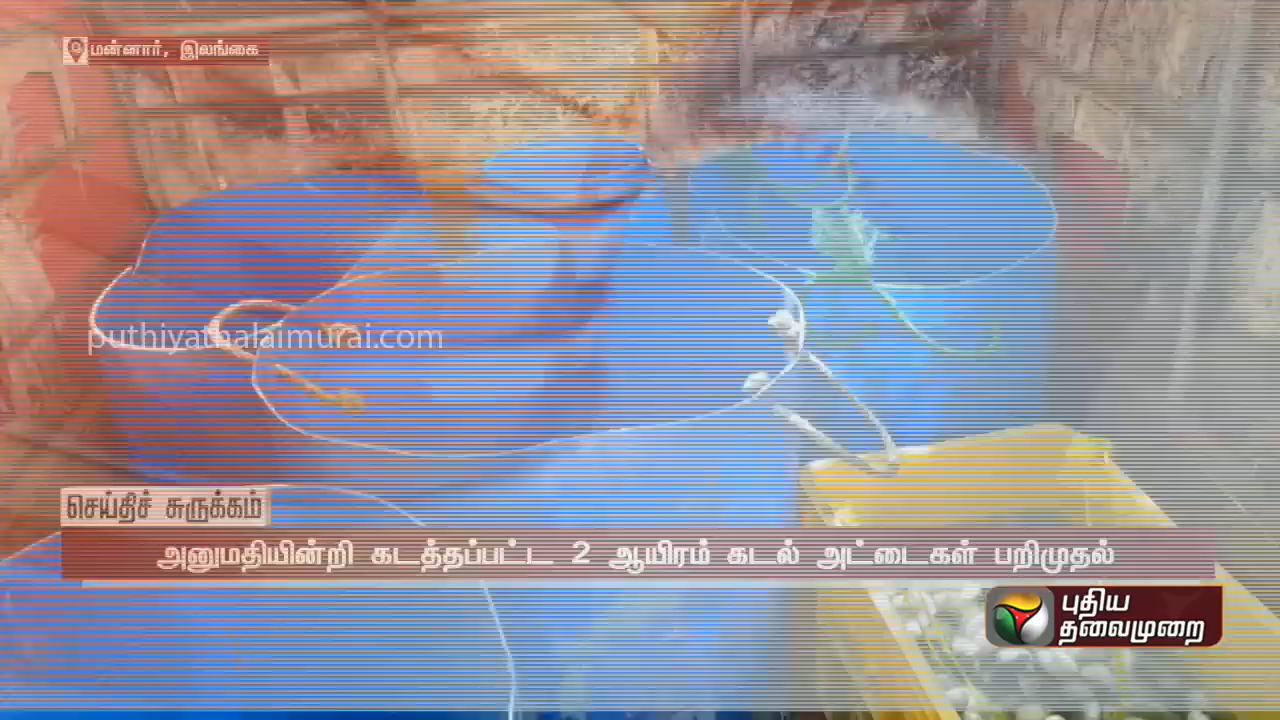 மன்னார், இலங்கை
puthiyathalaimurai.com
செய்திச் சுருக்கம்
அனுமதியின்றி கடத்தப்பட்ட 2 ஆயிரம் கடல் அட்டைகள் பறிமுதல்
புதிய
தலைமுறை